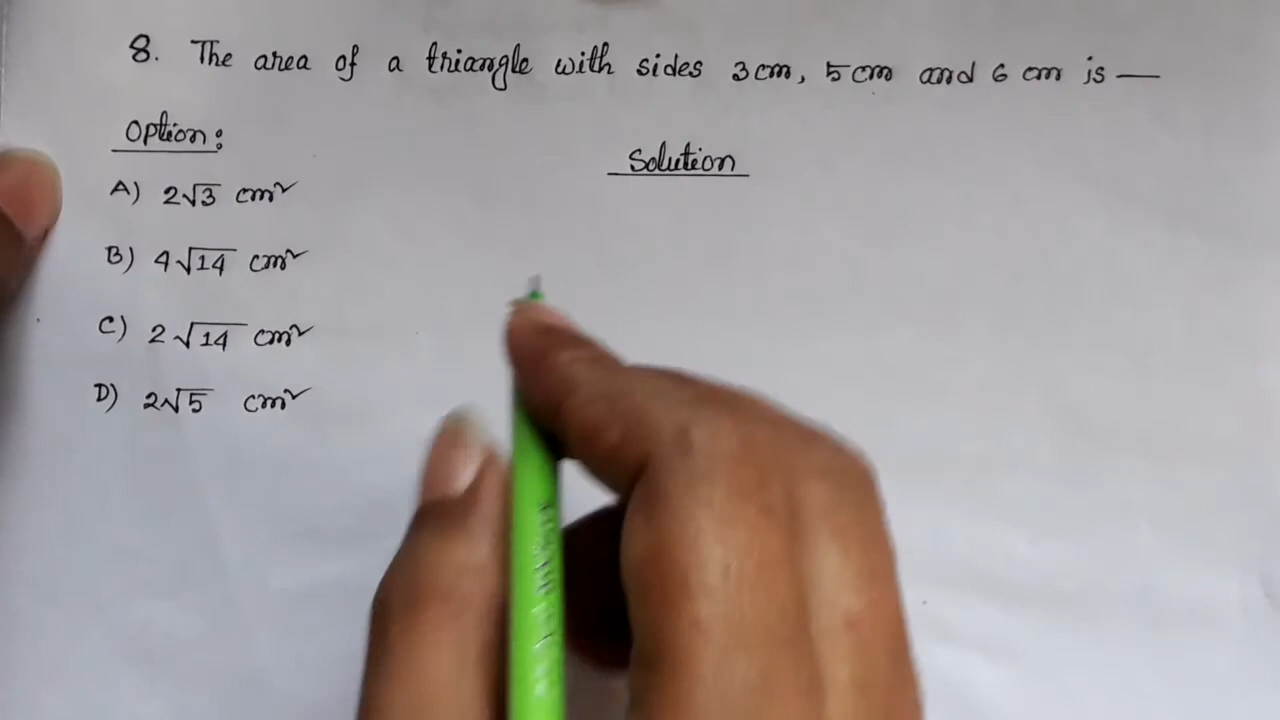 8. The area of a triangle with sides 3cm, 5cm and 6 cm is —
Option:
Solution
A) 2√3 cm²
B) 4√14 cm²
C) 2√14 cm²
D) 2√5 cm²